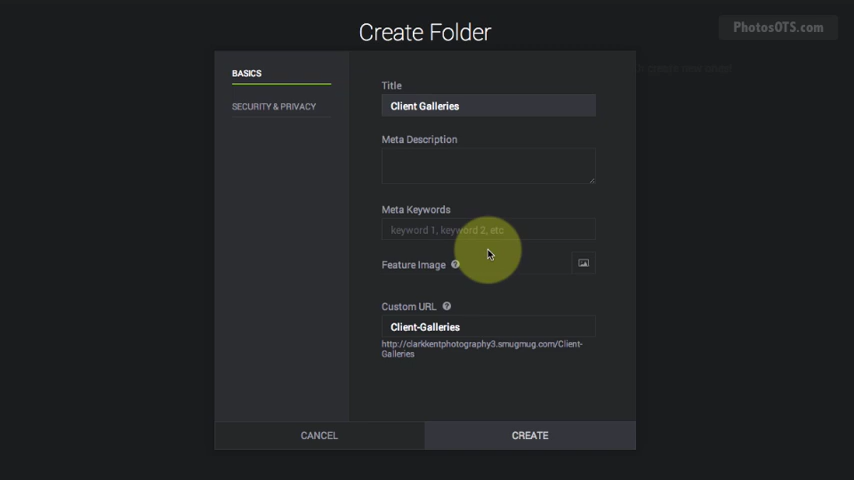 PhotosOTS.com
Create Folder
BASICS
SECURITY & PRIVACY
Title
Client Galleries
Meta Description
Meta Keywords
keyword 1, keyword 2, etc
Feature Image ?
Custom URL ?
Client-Galleries
http://clarkkentphotography3.smugmug.com/Client-
Galleries
CANCEL
CREATE